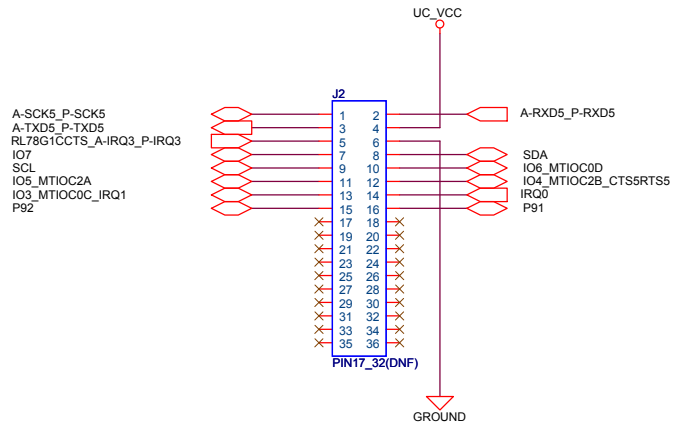 UC_VCC
J2
A-SCK5_P-SCK5 1 2 A-RXD5_P-RXD5
A-TXD5_P-TXD5 3 4
RL78G1CCTS_A-IRQ3_P-IRQ3 5 6
IO7 7 8 SDA
SCL 9 10 IO6_MTIOC0D
IO5_MTIOC2A 11 12 IO4_MTIOC2B_CTS5RTS5
IO3_MTIOC0C_IRQ1 13 14 IRQ0
P92 15 16 P91
17 18
19 20
21 22
23 24
25 26
27 28
29 30
31 32
33 34
35 36
PIN17_32(DNF)
GROUND